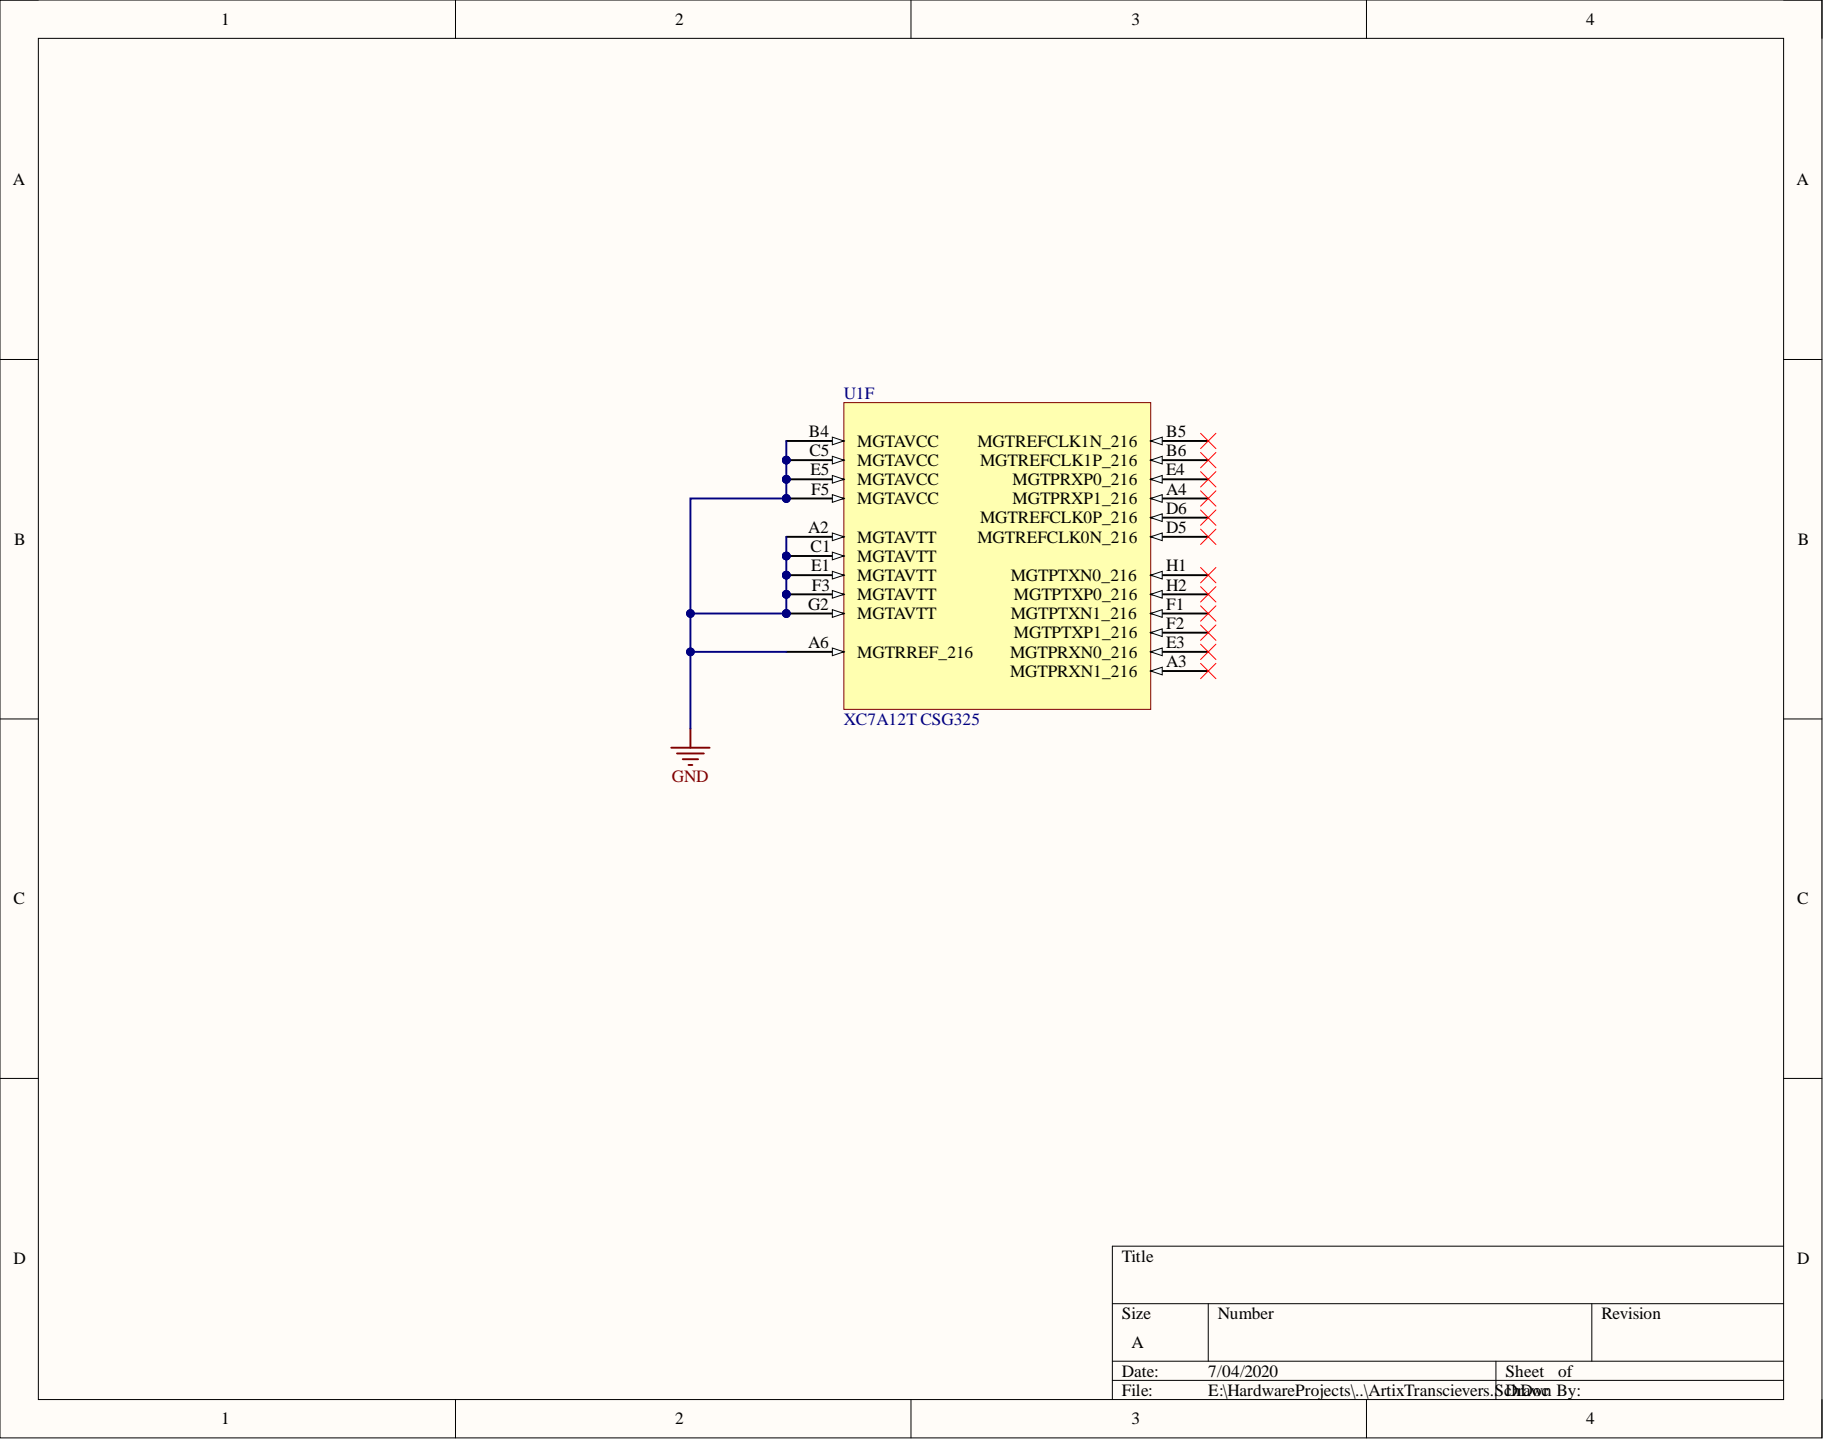 1 2 3 4
A A
B B
C C
D D
U1F
B4 MGTAVCC MGTREFCLK1N_216 B5
C5 MGTAVCC MGTREFCLK1P_216 B6
E5 MGTAVCC MGTPRXP0_216 E4
F5 MGTAVCC MGTPRXP1_216 A4
MGTREFCLK0P_216 D6
A2 MGTAVTT MGTREFCLK0N_216 D5
C1 MGTAVTT
E1 MGTAVTT MGTPTXN0_216 H1
F3 MGTAVTT MGTPTXP0_216 H2
G2 MGTAVTT MGTPTXN1_216 F1
MGTPTXP1_216 F2
A6 MGTRREF_216 MGTPRXN0_216 E3
MGTPRXN1_216 A3
XC7A12T CSG325
GND
Title
Size Number Revision
A
Date: 7/04/2020 Sheet of
File: E:\HardwareProjects\..\ArtixTranscievers.SchDoc Drawn By:
1 2 3 4